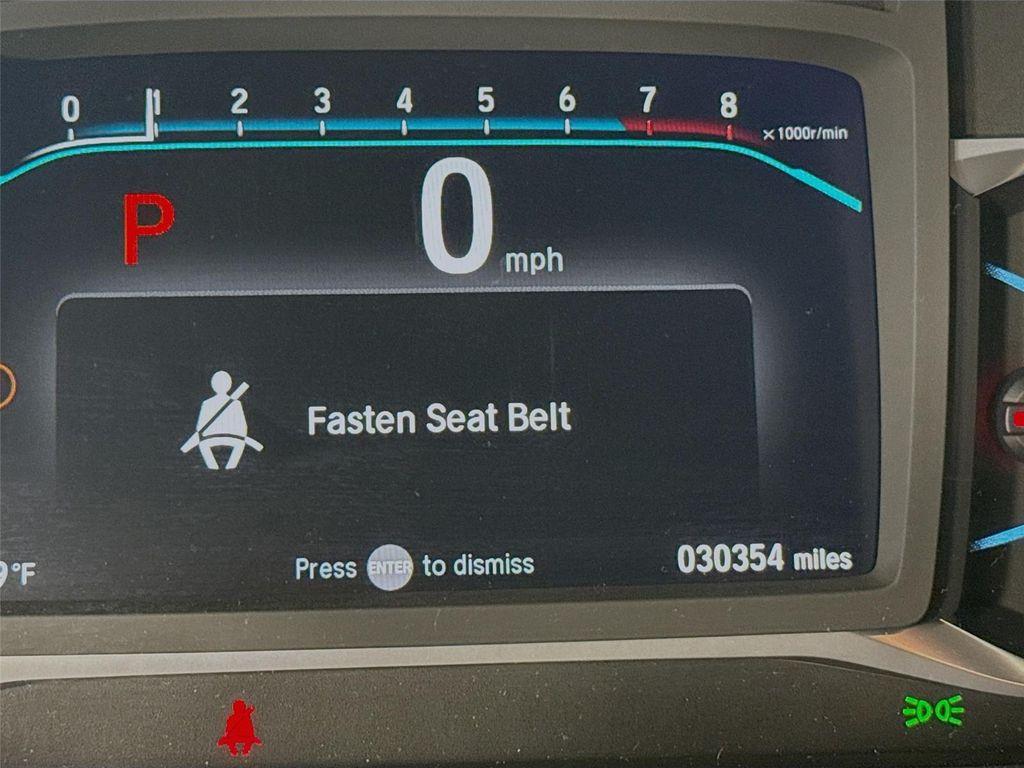 0 1 2 3 4 5 6 7 8
x 1000r/min
P
0 mph
Fasten Seat Belt
Press ENTER to dismiss
9°F
030354 miles